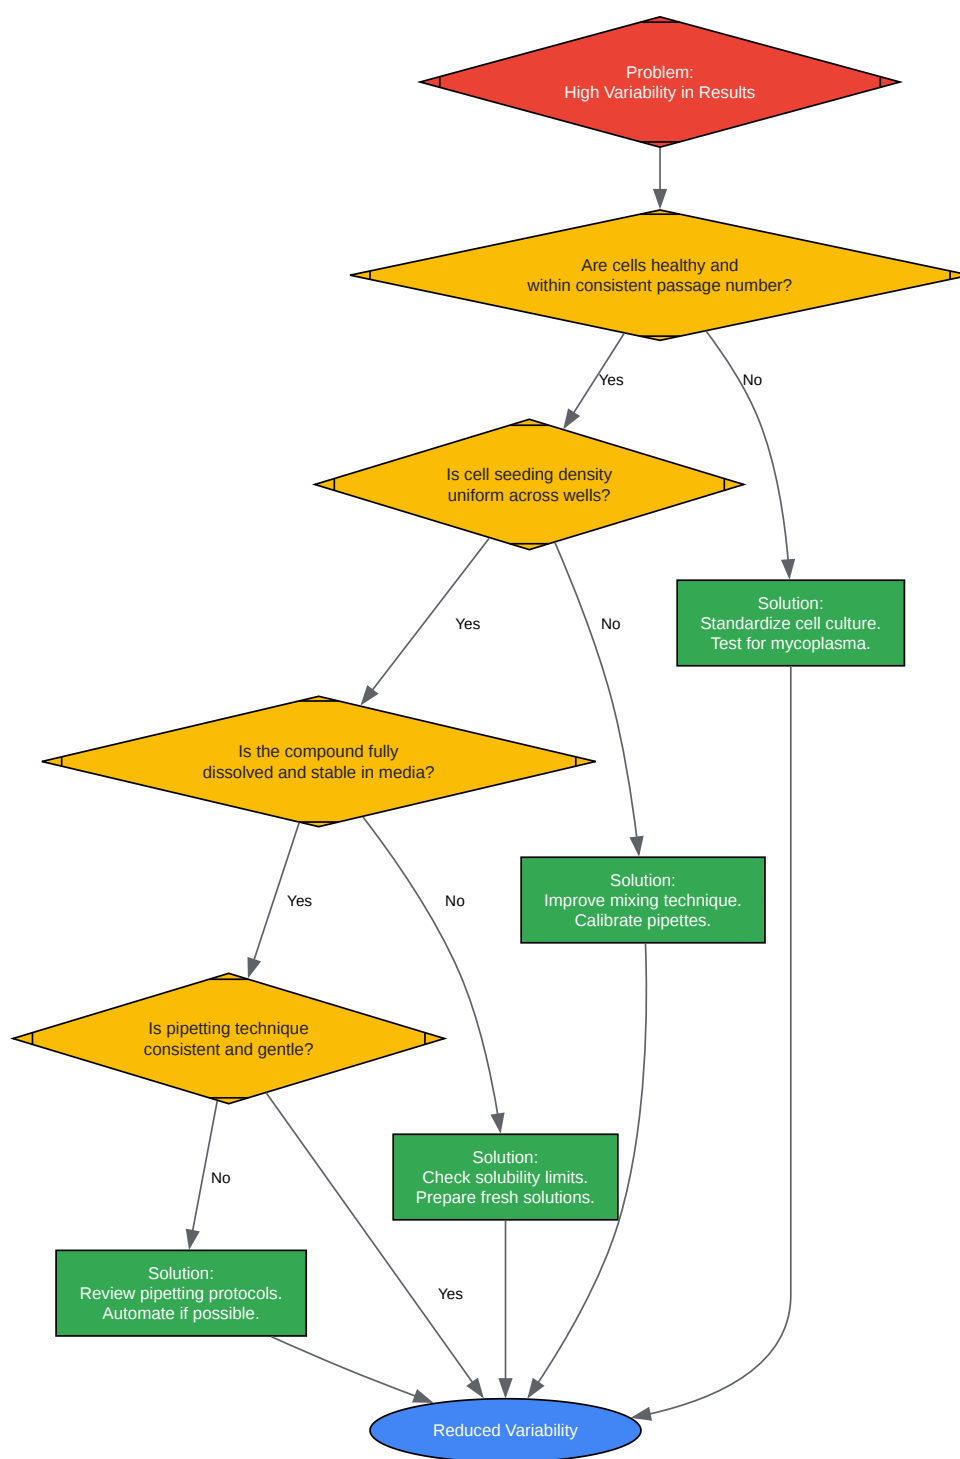 Problem:
High Variability in Results
Are cells healthy and
within consistent passage number?
Yes
No
Is cell seeding density
uniform across wells?
Solution:
Standardize cell culture.
Test for mycoplasma.
Yes
No
Is the compound fully
dissolved and stable in media?
Solution:
Improve mixing technique.
Calibrate pipettes.
Yes
No
Is pipetting technique
consistent and gentle?
Solution:
Check solubility limits.
Prepare fresh solutions.
No
Solution:
Review pipetting protocols.
Automate if possible.
Yes
Reduced Variability